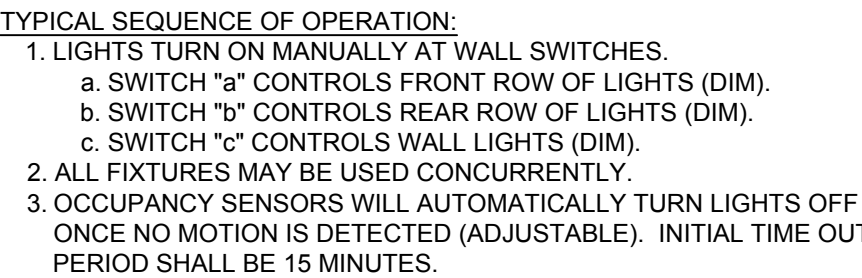 TYPICAL SEQUENCE OF OPERATION:
1. LIGHTS TURN ON MANUALLY AT WALL SWITCHES.
a. SWITCH "a" CONTROLS FRONT ROW OF LIGHTS (DIM).
b. SWITCH "b" CONTROLS REAR ROW OF LIGHTS (DIM).
c. SWITCH "c" CONTROLS WALL LIGHTS (DIM).
2. ALL FIXTURES MAY BE USED CONCURRENTLY.
3. OCCUPANCY SENSORS WILL AUTOMATICALLY TURN LIGHTS OFF
ONCE NO MOTION IS DETECTED (ADJUSTABLE).  INITIAL TIME OUT
PERIOD SHALL BE 15 MINUTES.